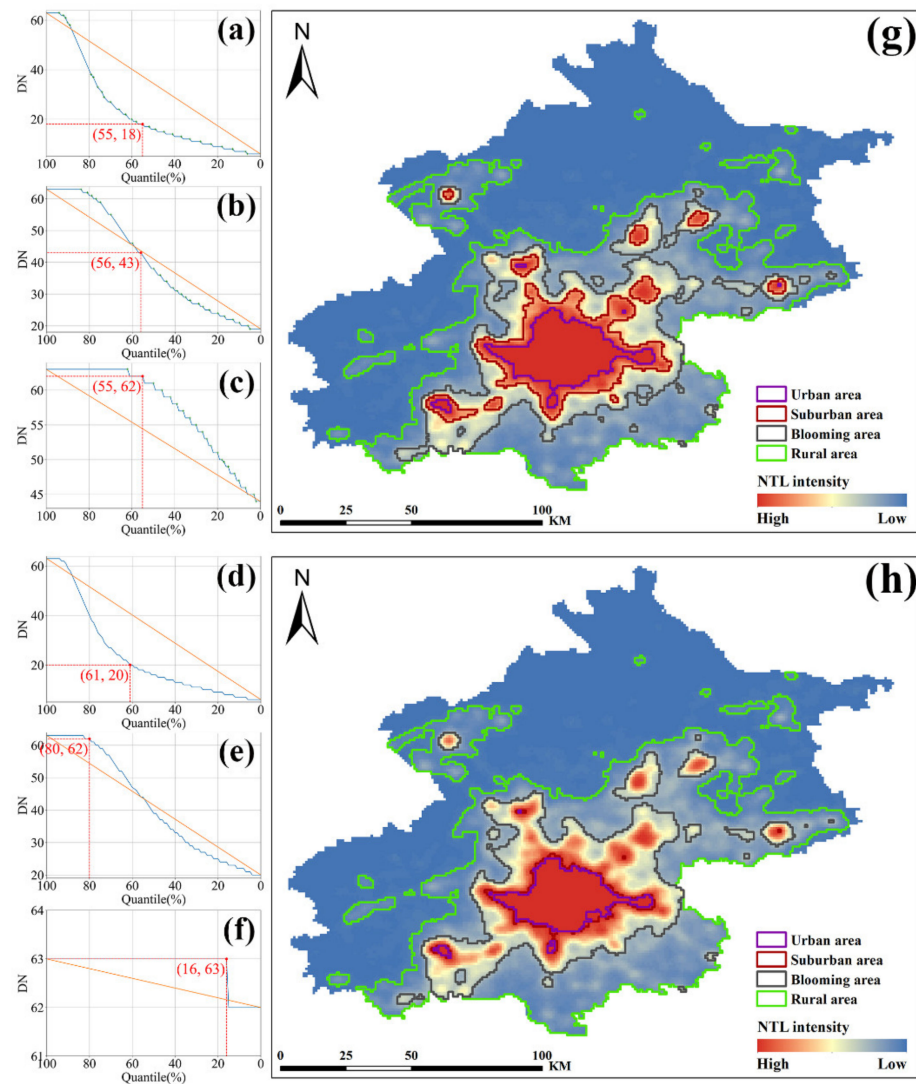 (a)
DN
60
40
20
(55, 18)
100 80 60 40 20 0
Quantile(%)
(b)
DN
60
50
40
30
20
(56, 43)
100 80 60 40 20 0
Quantile(%)
(c)
DN
60
55
50
45
(55, 62)
100 80 60 40 20 0
Quantile(%)
(g)
N
Urban area
Suburban area
Blooming area
Rural area
NTL intensity
High Low
0 25 50 100
KM
(d)
DN
60
40
20
(61, 20)
100 80 60 40 20 0
Quantile(%)
(e)
DN
60
50
40
30
20
(80, 62)
100 80 60 40 20 0
Quantile(%)
(f)
DN
64
63
62
61
(16, 63)
100 80 60 40 20 0
Quantile(%)
(h)
N
Urban area
Suburban area
Blooming area
Rural area
NTL intensity
High Low
0 25 50 100
KM